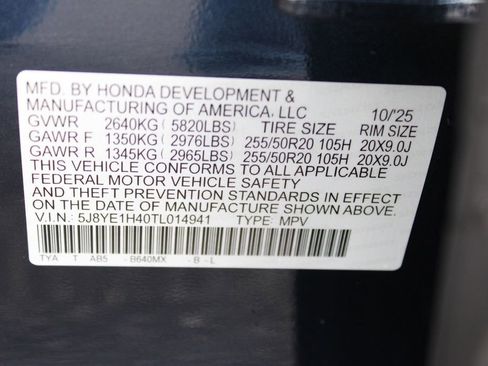 MFD. BY HONDA DEVELOPMENT &
MANUFACTURING OF AMERICA, LLC 10/'25
GVWR 2640KG (5820LBS) TIRE SIZE RIM SIZE
GAWR F 1350KG (2976LBS) 255/50R20 105H 20X9.0J
GAWR R 1345KG (2965LBS) 255/50R20 105H 20X9.0J
THIS VEHICLE CONFORMS TO ALL APPLICABLE
FEDERAL MOTOR VEHICLE SAFETY
AND THEFT PREVENTION STANDARDS IN EFFECT ON THE
DATE OF MANUFACTURE SHOWN ABOVE.
V.I.N: 5J8YE1H40TL014941 TYPE: MPV
TYA T AB5 - B640MX - B - L